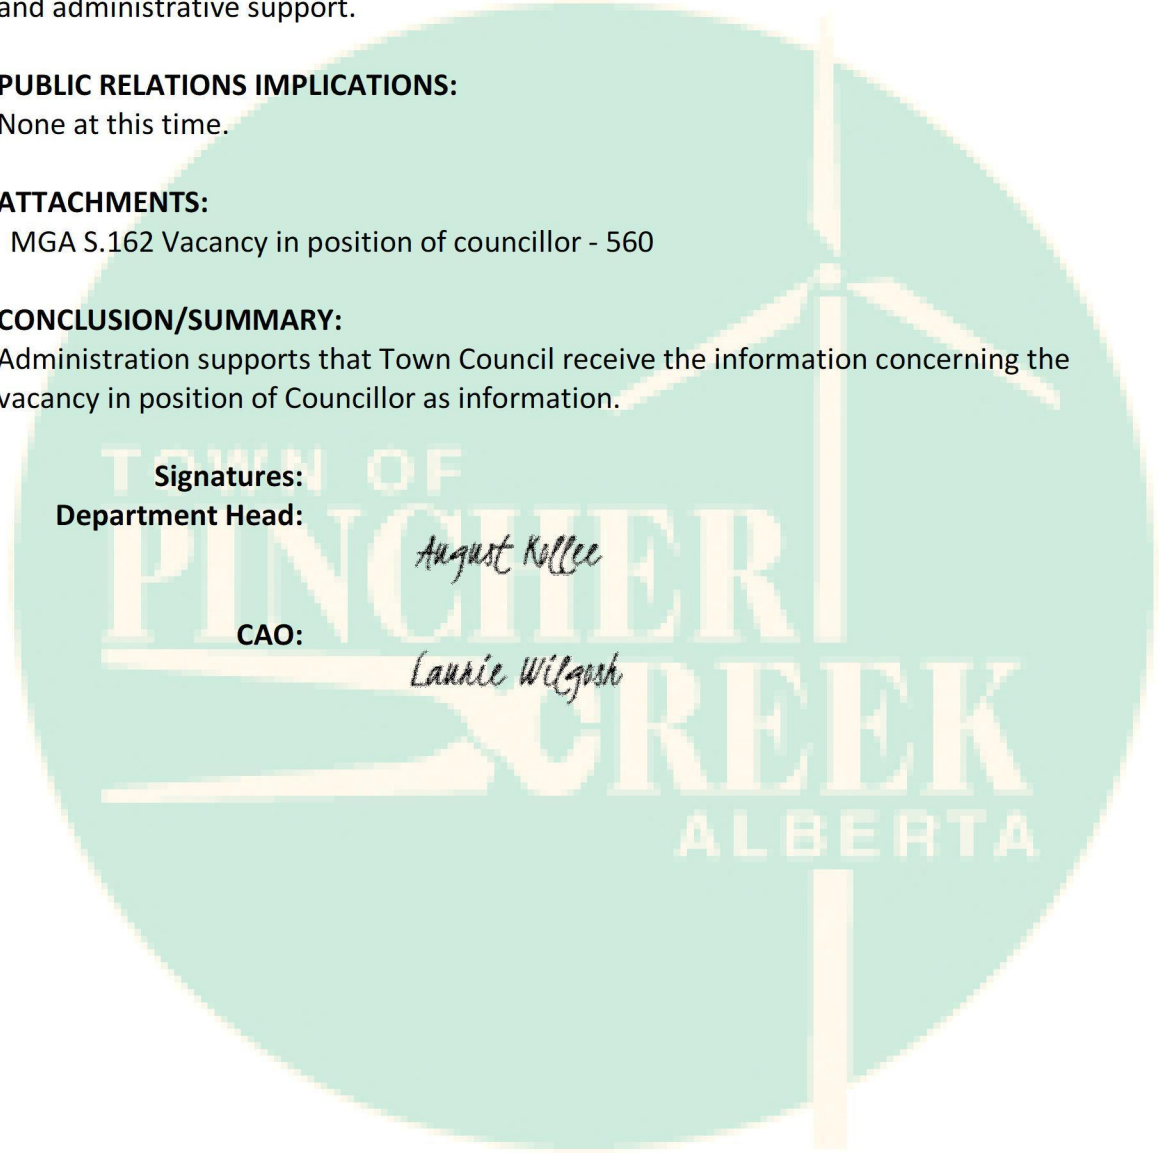 and administrative support.
PUBLIC RELATIONS IMPLICATIONS:
None at this time.
ATTACHMENTS:
MGA S.162 Vacancy in position of councillor - 560
CONCLUSION/SUMMARY:
Administration supports that Town Council receive the information concerning the
vacancy in position of Councillor as information.
TOWN OF
Signatures:
Department Head:
PINCHER
August Kollee
CAO:
Laurie Wilgosh
CREEK
ALBERTA